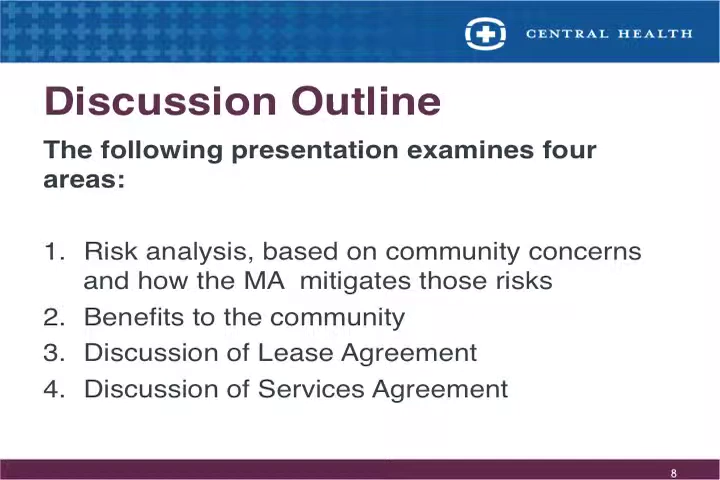 CENTRAL HEALTH
Discussion Outline
The following presentation examines four
areas:
1. Risk analysis, based on community concerns
and how the MA  mitigates those risks
2. Benefits to the community
3. Discussion of Lease Agreement
4. Discussion of Services Agreement
8